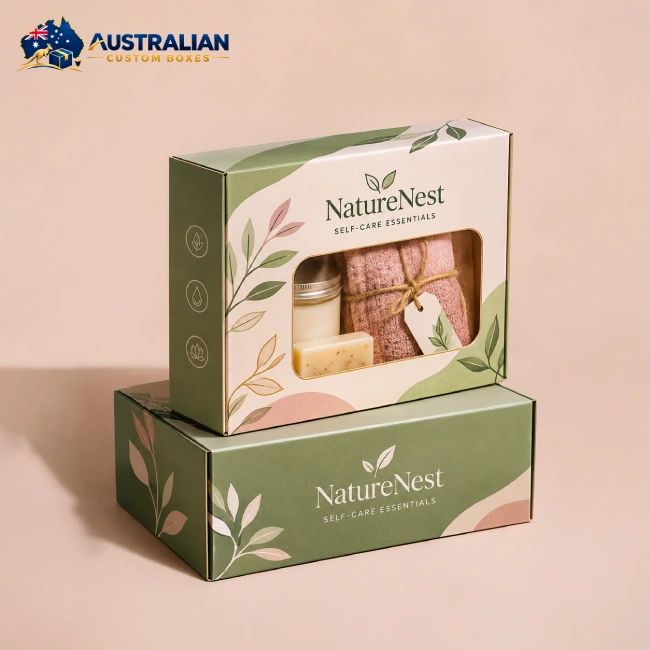 AUSTRALIAN
CUSTOM BOXES
NatureNest
SELF-CARE ESSENTIALS
NatureNest
SELF-CARE ESSENTIALS